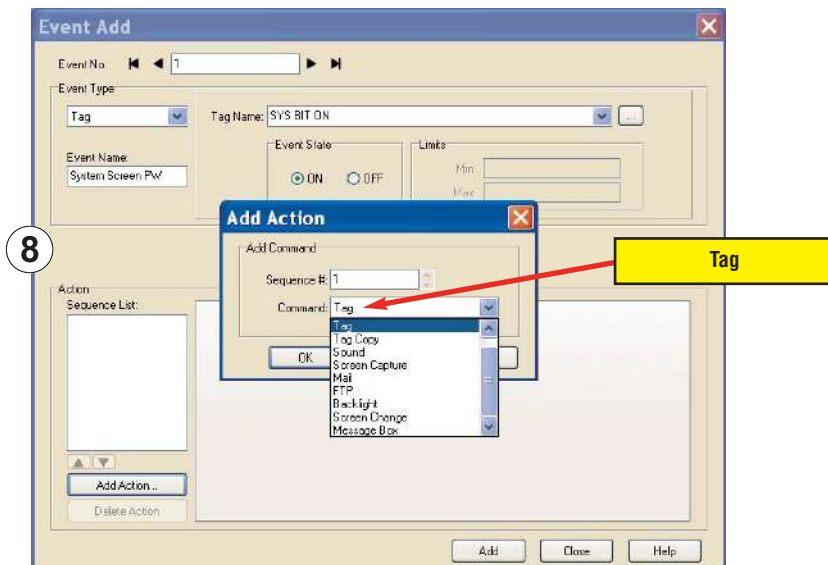 Event Add
Event No. 1
Event Type
Tag
Tag Name: SYS BIT ON
...
Event State
Limits
Event Name:
System Screen PW
ON OFF
Min
Max
Add Action
8
Add Command
Tag
Sequence #: 1
Action
Sequence List:
Command: Tag
Tag
Tag Copy
OK
Sound
Screen Capture
Mail
FTP
Backlight
Screen Change
Message Box
Add Action...
Delete Action
Add Close Help